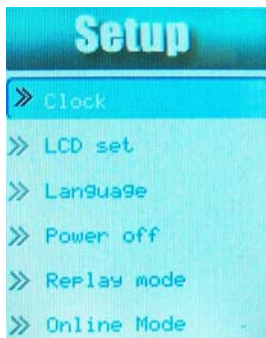 Setup
Clock
LCD set
Language
Power off
Replay mode
Online Mode